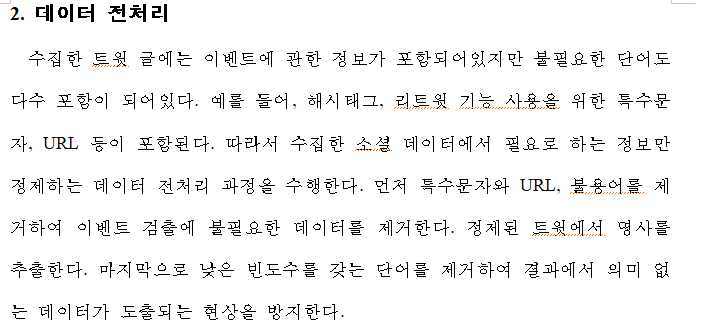 2. 데이터 전처리
수집한 트윗 글에는 이벤트에 관한 정보가 포함되어있지만 불필요한 단어도
다수 포함이 되어있다. 예를 들어, 해시태그, 리트윗 기능 사용을 위한 특수문
자, URL 등이 포함된다. 따라서 수집한 소셜 데이터에서 필요로 하는 정보만
정제하는 데이터 전처리 과정을 수행한다. 먼저 특수문자와 URL, 불용어를 제
거하여 이벤트 검출에 불필요한 데이터를 제거한다. 정제된 트윗에서 명사를
추출한다. 마지막으로 낮은 빈도수를 갖는 단어를 제거하여 결과에서 의미 없
는 데이터가 도출되는 현상을 방지한다.